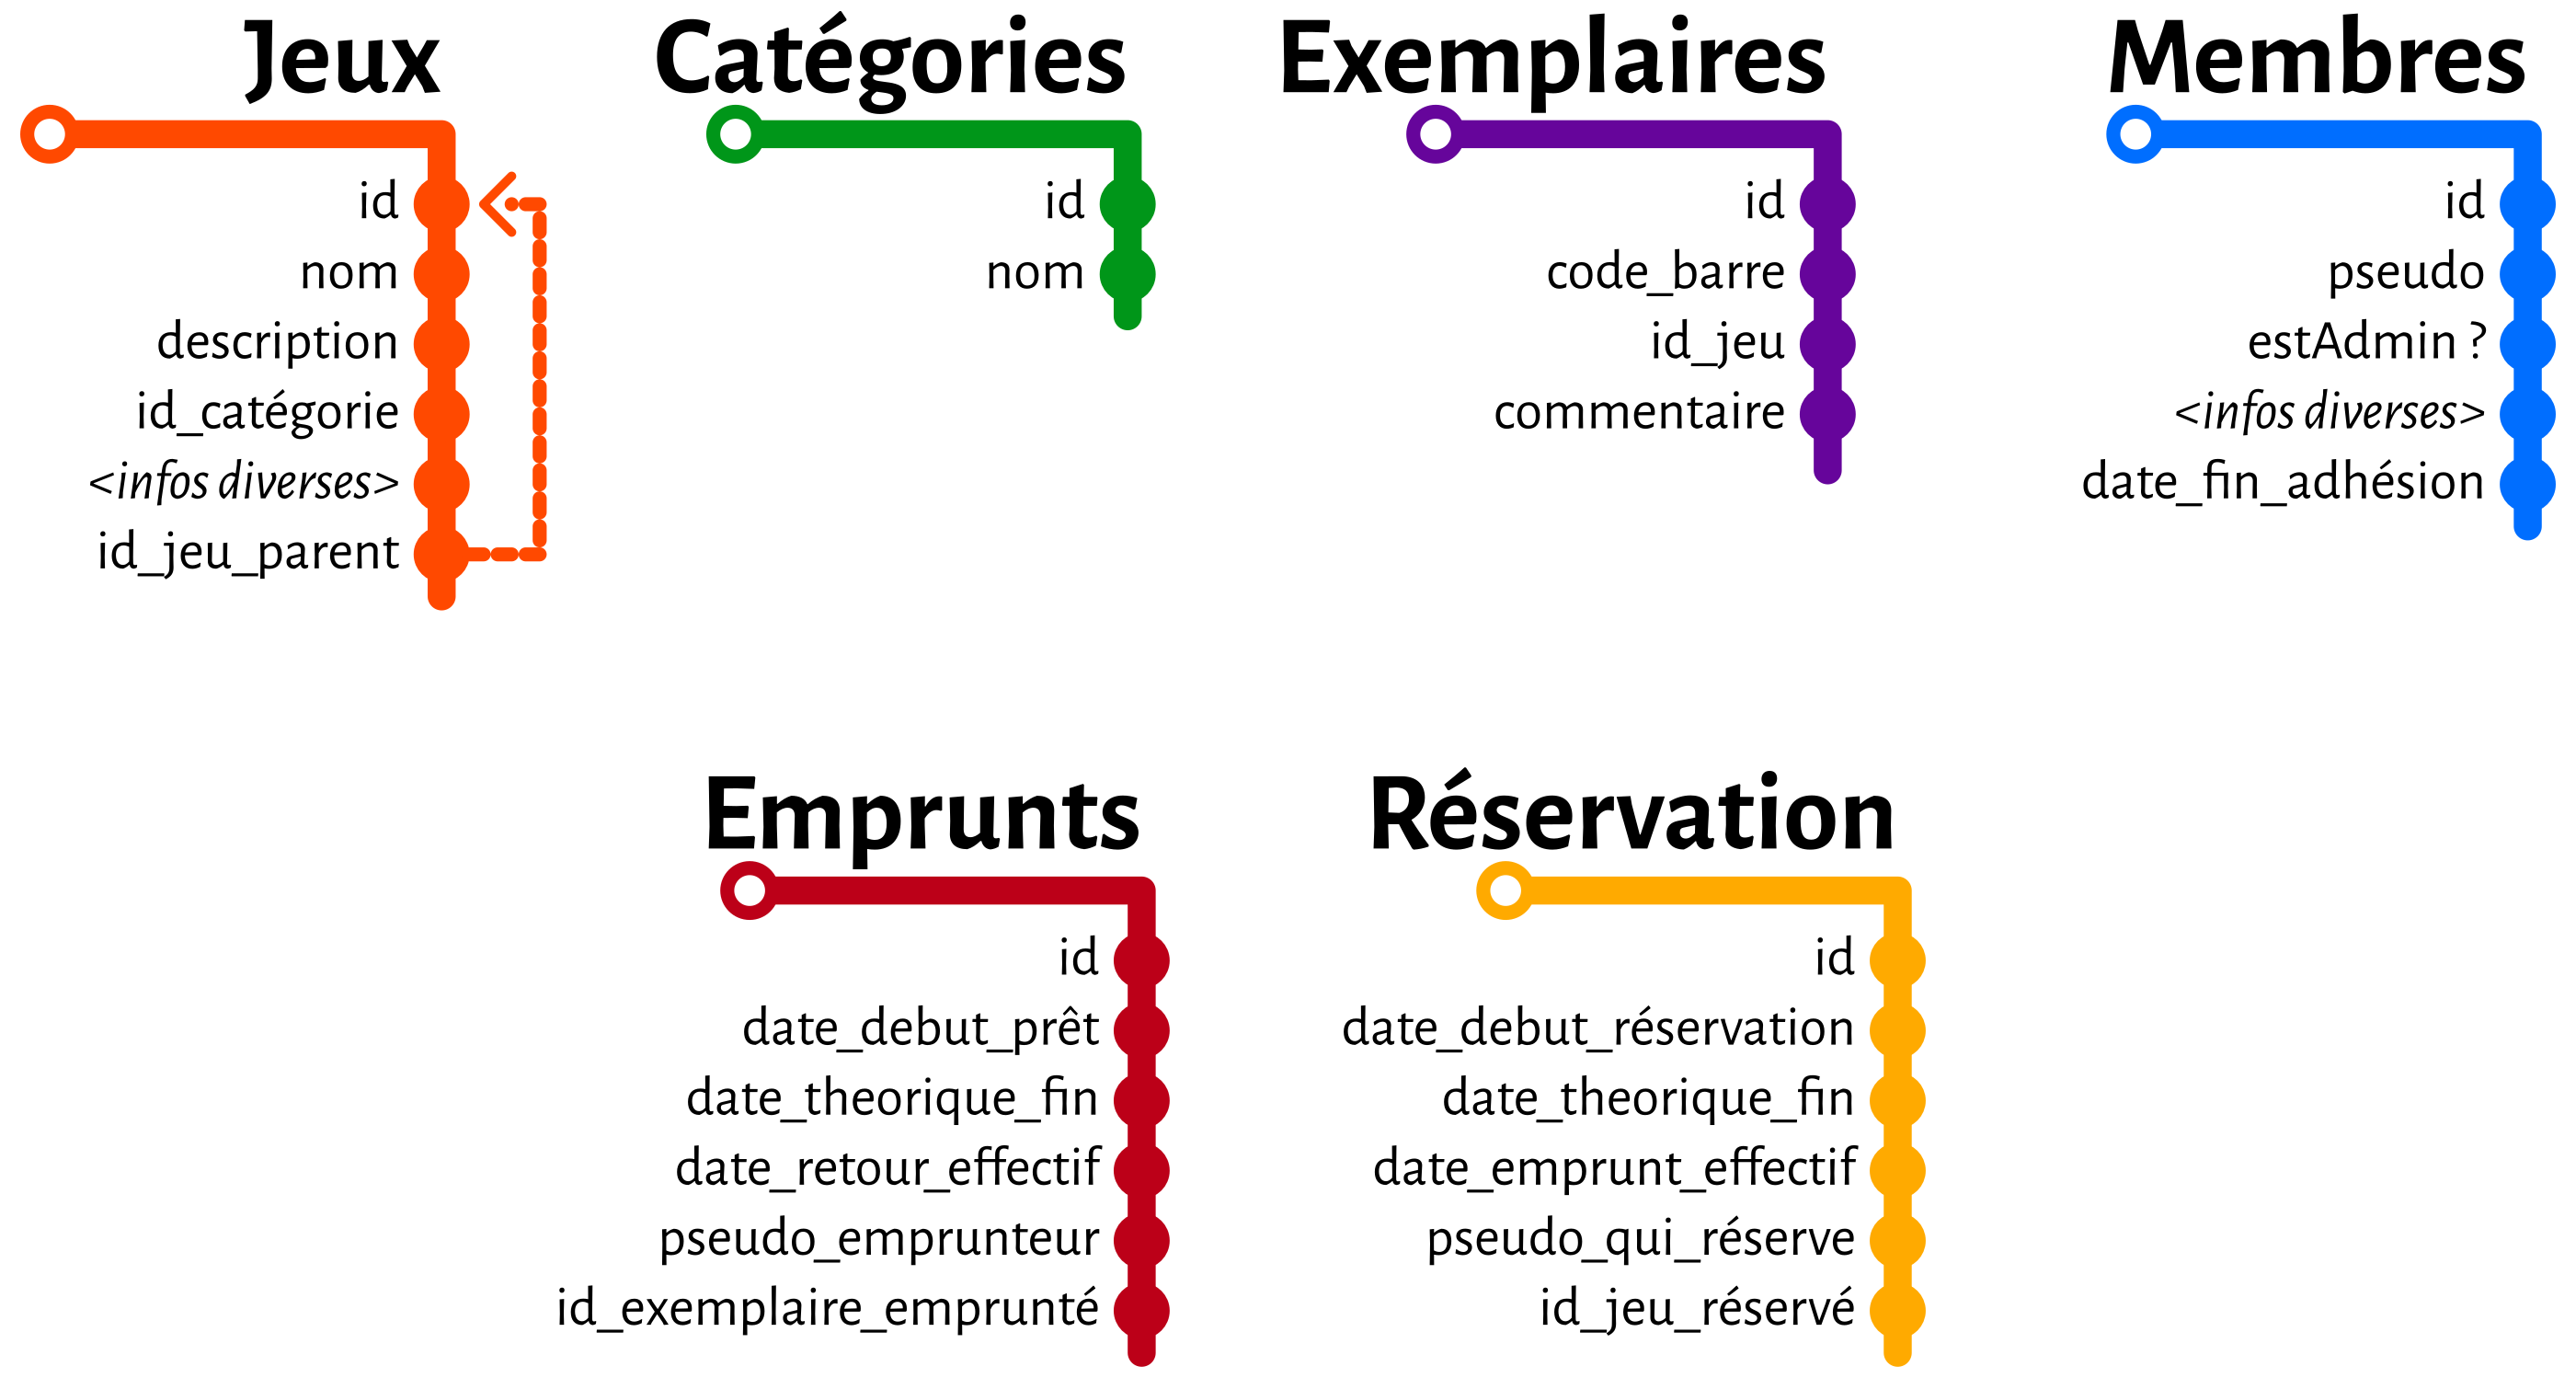 Jeux
id
nom
description
id_catégorie
<infos diverses>
id_jeu_parent
Catégories
id
nom
Exemplaires
id
code_barre
id_jeu
commentaire
Membres
id
pseudo
estAdmin ?
<infos diverses>
date_fin_adhésion
Emprunts
id
date_debut_prêt
date_theorique_fin
date_retour_effectif
pseudo_emprunteur
id_exemplaire_emprunté
Réservation
id
date_debut_réservation
date_theorique_fin
date_emprunt_effectif
pseudo_qui_réserve
id_jeu_réservé